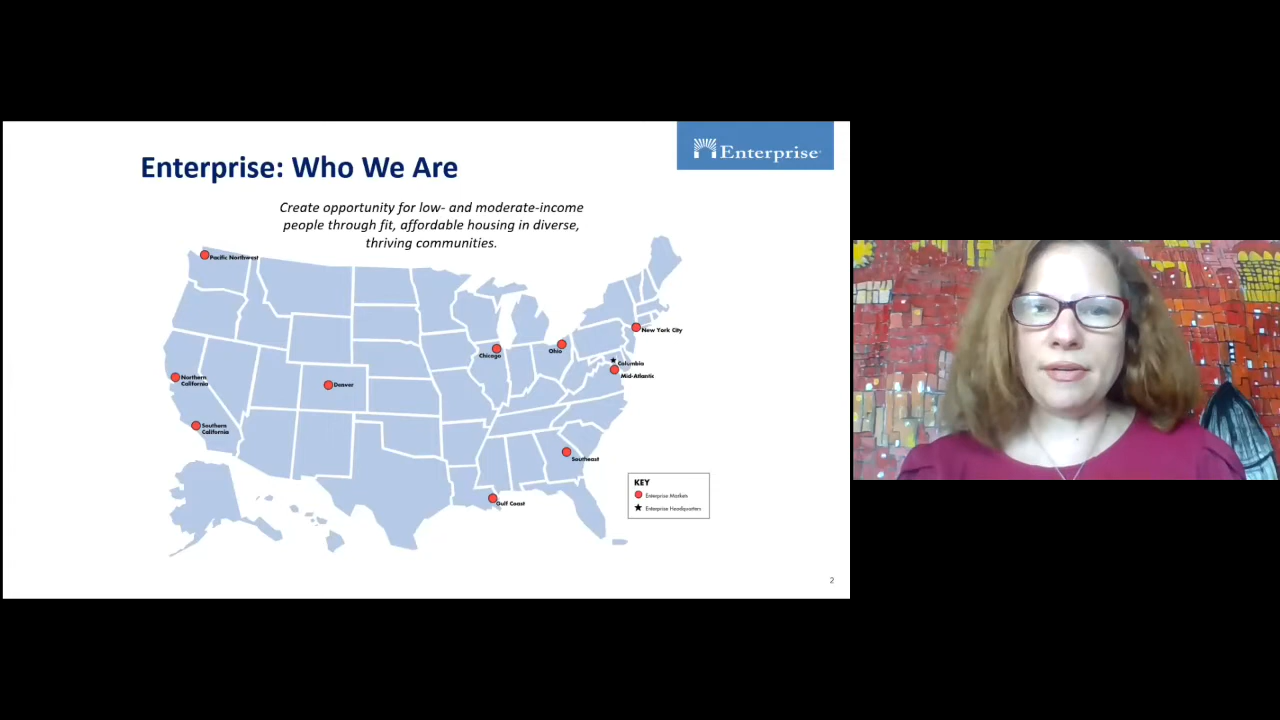 Enterprise
Enterprise: Who We Are
Create opportunity for low- and moderate-income
people through fit, affordable housing in diverse,
thriving communities.
Pacific Northwest
New York City
Chicago
Ohio
Columbia
Mid-Atlantic
Northern
California
Denver
Southern
California
Southeast
Gulf Coast
KEY
Enterprise Markets
Enterprise Headquarters
2